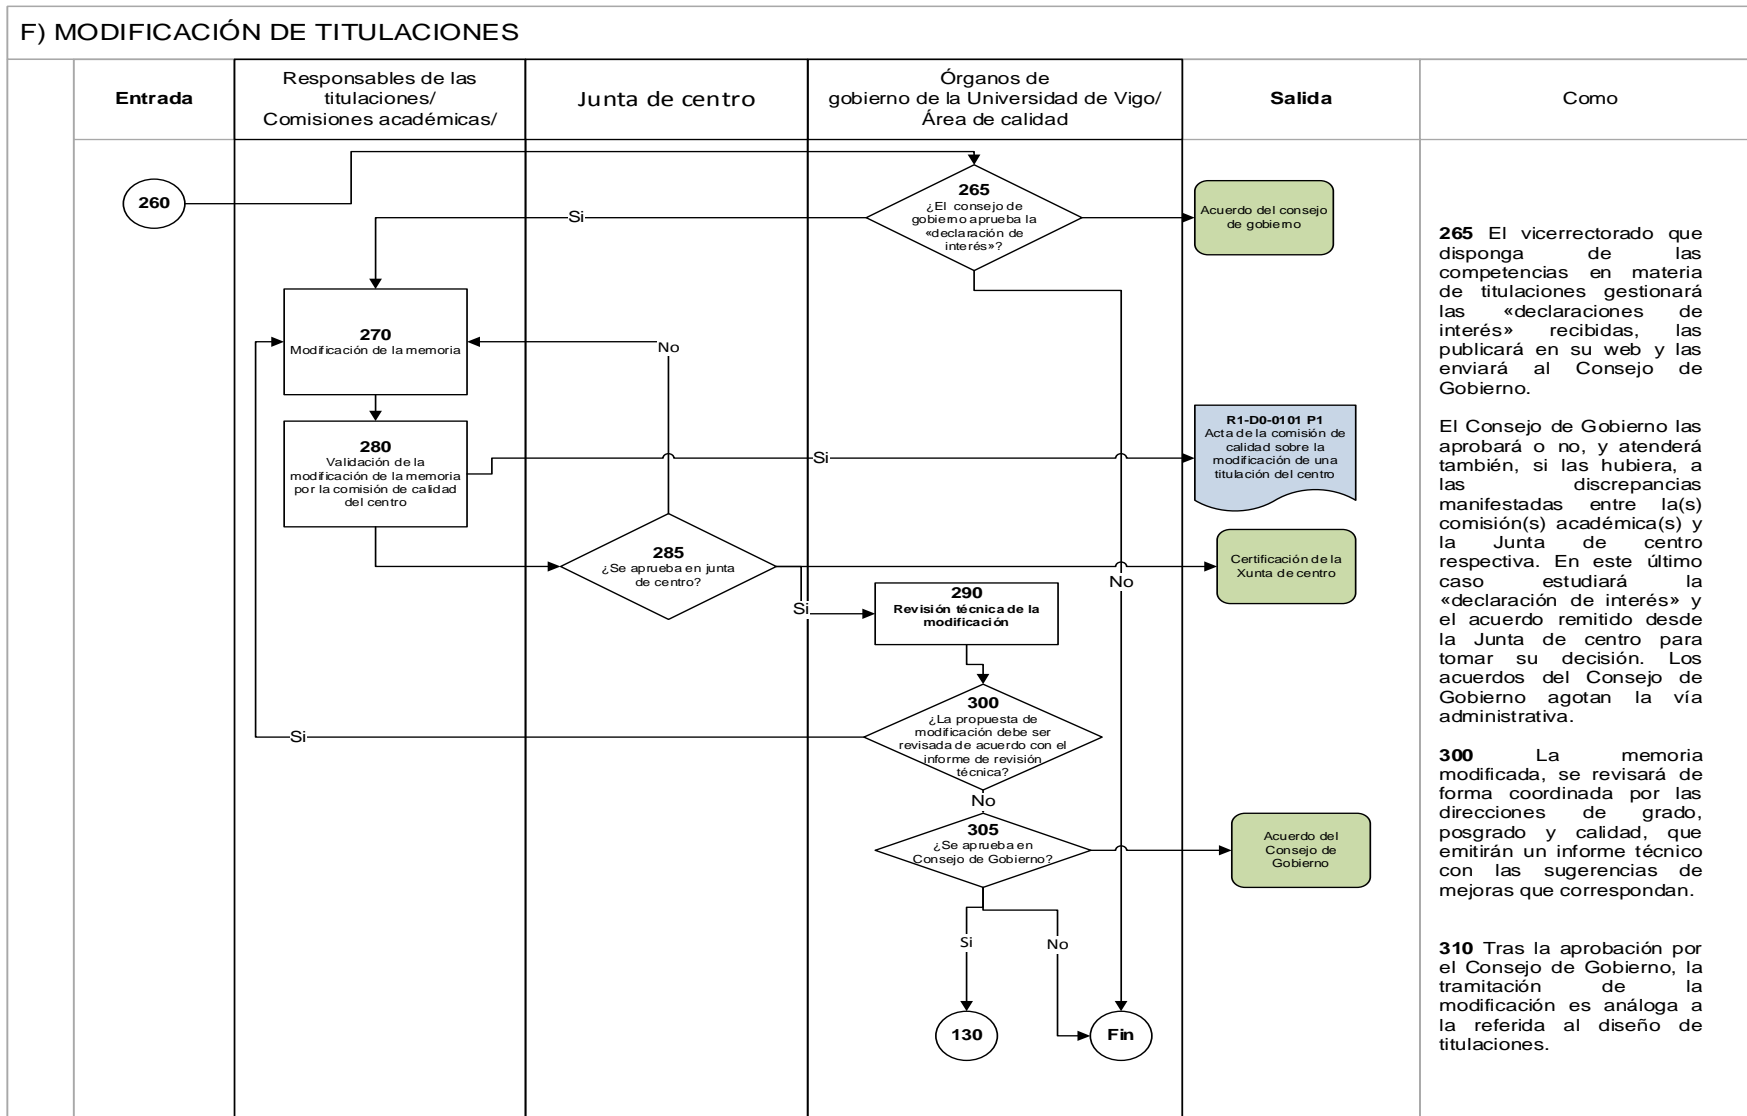 F) MODIFICACIÓN DE TITULACIONES
Entrada
Responsables de las
titulaciones/
Comisiones académicas/
Junta de centro
Órganos de
gobierno de la Universidad de Vigo/
Área de calidad
Salida
Como
260
265
¿El consejo de
gobierno aprueba la
«declaración de
interés»?
Si
Acuerdo del consejo
de gobierno
270
Modificación de la memoria
No
280
Validación de la
modificación de la memoria
por la comisión de calidad
del centro
Si
R1-D0-0101 P1
Acta de la comisión de
calidad sobre la
modificación de una
titulación del centro
285
¿Se aprueba en junta
de centro?
Certificación de la
Xunta de centro
No
Si
290
Revisión técnica de la
modificación
300
¿La propuesta de
modificación debe ser
revisada de acuerdo con el
informe de revisión
técnica?
Si
No
305
¿Se aprueba en
Consejo de Gobierno?
Acuerdo del
Consejo de
Gobierno
Si
No
130
Fin
265 El vicerrectorado que
disponga de las
competencias en materia
de titulaciones gestionará
las «declaraciones de
interés» recibidas, las
publicará en su web y las
enviará al Consejo de
Gobierno.
El Consejo de Gobierno las
aprobará o no, y atenderá
también, si las hubiera, a
las discrepancias
manifestadas entre la(s)
comisión(s) académica(s) y
la Junta de centro
respectiva. En este último
caso estudiará la
«declaración de interés» y
el acuerdo remitido desde
la Junta de centro para
tomar su decisión. Los
acuerdos del Consejo de
Gobierno agotan la vía
administrativa.
300 La memoria
modificada, se revisará de
forma coordinada por las
direcciones de grado,
posgrado y calidad, que
emitirán un informe técnico
con las sugerencias de
mejoras que correspondan.
310 Tras la aprobación por
el Consejo de Gobierno, la
tramitación de la
modificación es análoga a
la referida al diseño de
titulaciones.